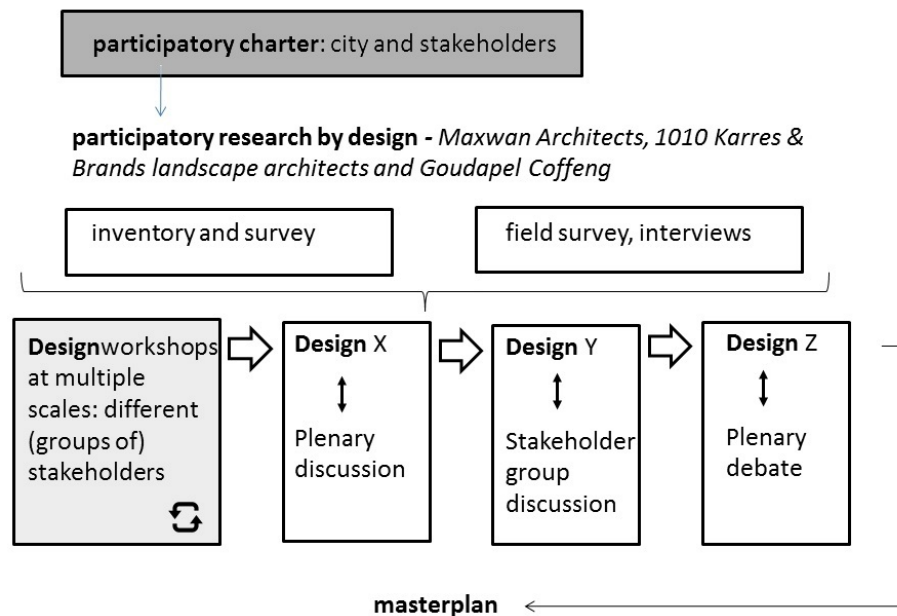 participatory charter: city and stakeholders
participatory research by design - Maxwan Architects, 1010 Karres &
Brands landscape architects and Goudapel Coffeng
inventory and survey
field survey, interviews
Designworkshops
at multiple
scales: different
(groups of)
stakeholders
Design X
Plenary
discussion
Design Y
Stakeholder
group
discussion
Design Z
Plenary
debate
masterplan